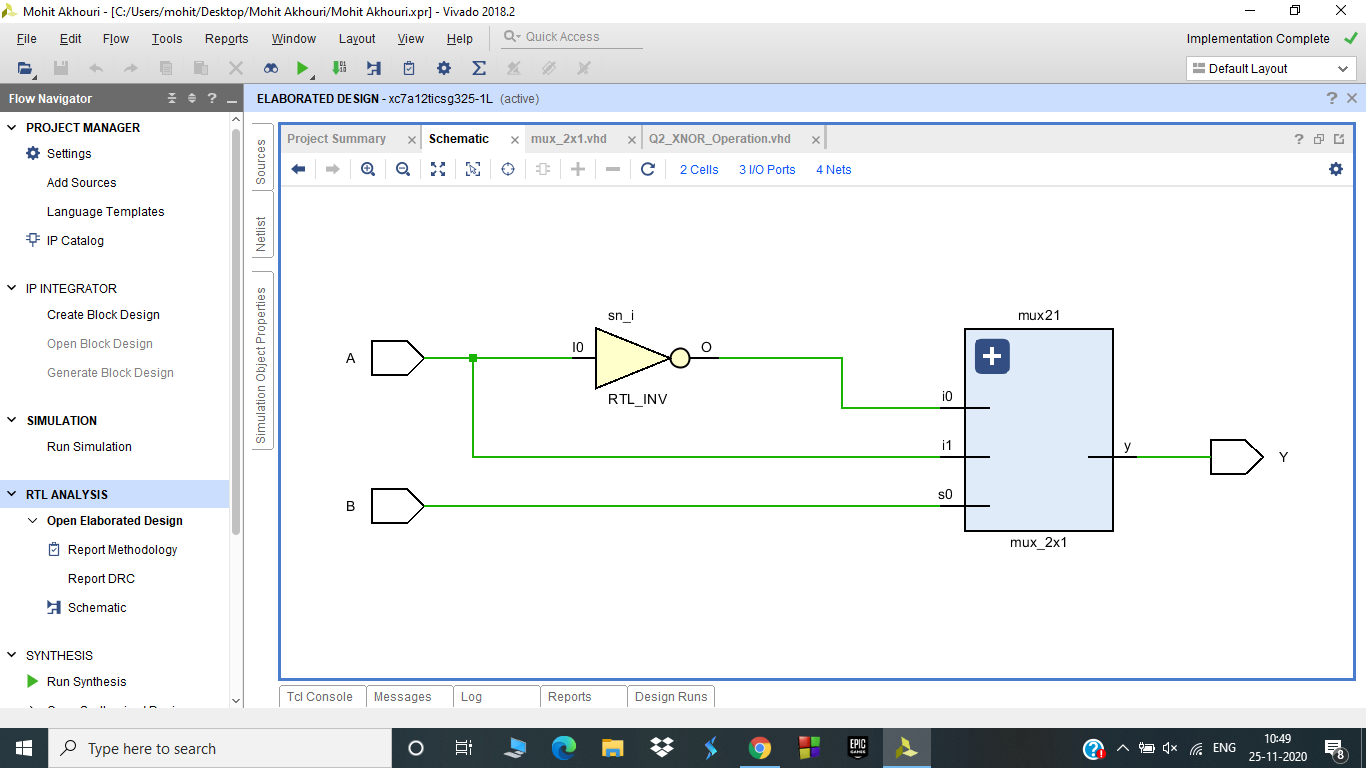 Mohit Akhouri - [C:/Users/mohit/Desktop/Mohit Akhouri/Mohit Akhouri.xpr] - Vivado 2018.2
File Edit Flow Tools Reports Window Layout View Help Quick Access
Implementation Complete
Default Layout
Flow Navigator
ELABORATED DESIGN - xc7a12ticsg325-1L (active)
PROJECT MANAGER
Settings
Add Sources
Language Templates
IP Catalog
IP INTEGRATOR
Create Block Design
Open Block Design
Generate Block Design
SIMULATION
Run Simulation
RTL ANALYSIS
Open Elaborated Design
Report Methodology
Report DRC
Schematic
SYNTHESIS
Run Synthesis
Sources
Netlist
Simulation Object Properties
Project Summary Schematic mux_2x1.vhd Q2_XNOR_Operation.vhd
2 Cells 3 I/O Ports 4 Nets
sn_i
mux21
A
I0
O
RTL_INV
i0
i1
y
Y
B
s0
mux_2x1
Tcl Console Messages Log Reports Design Runs
Type here to search
EPIC
GAMES
ENG
10:49
25-11-2020
8